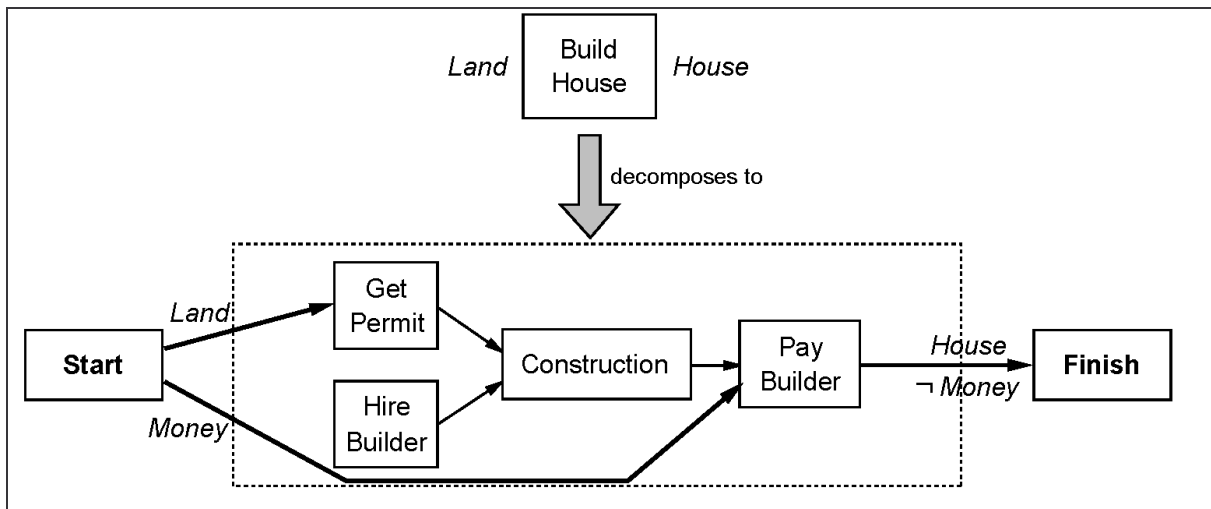 Build
House
Land
House
decomposes to
Land
Get
Permit
Start
Construction
Pay
Builder
House
¬ Money
Finish
Hire
Builder
Money